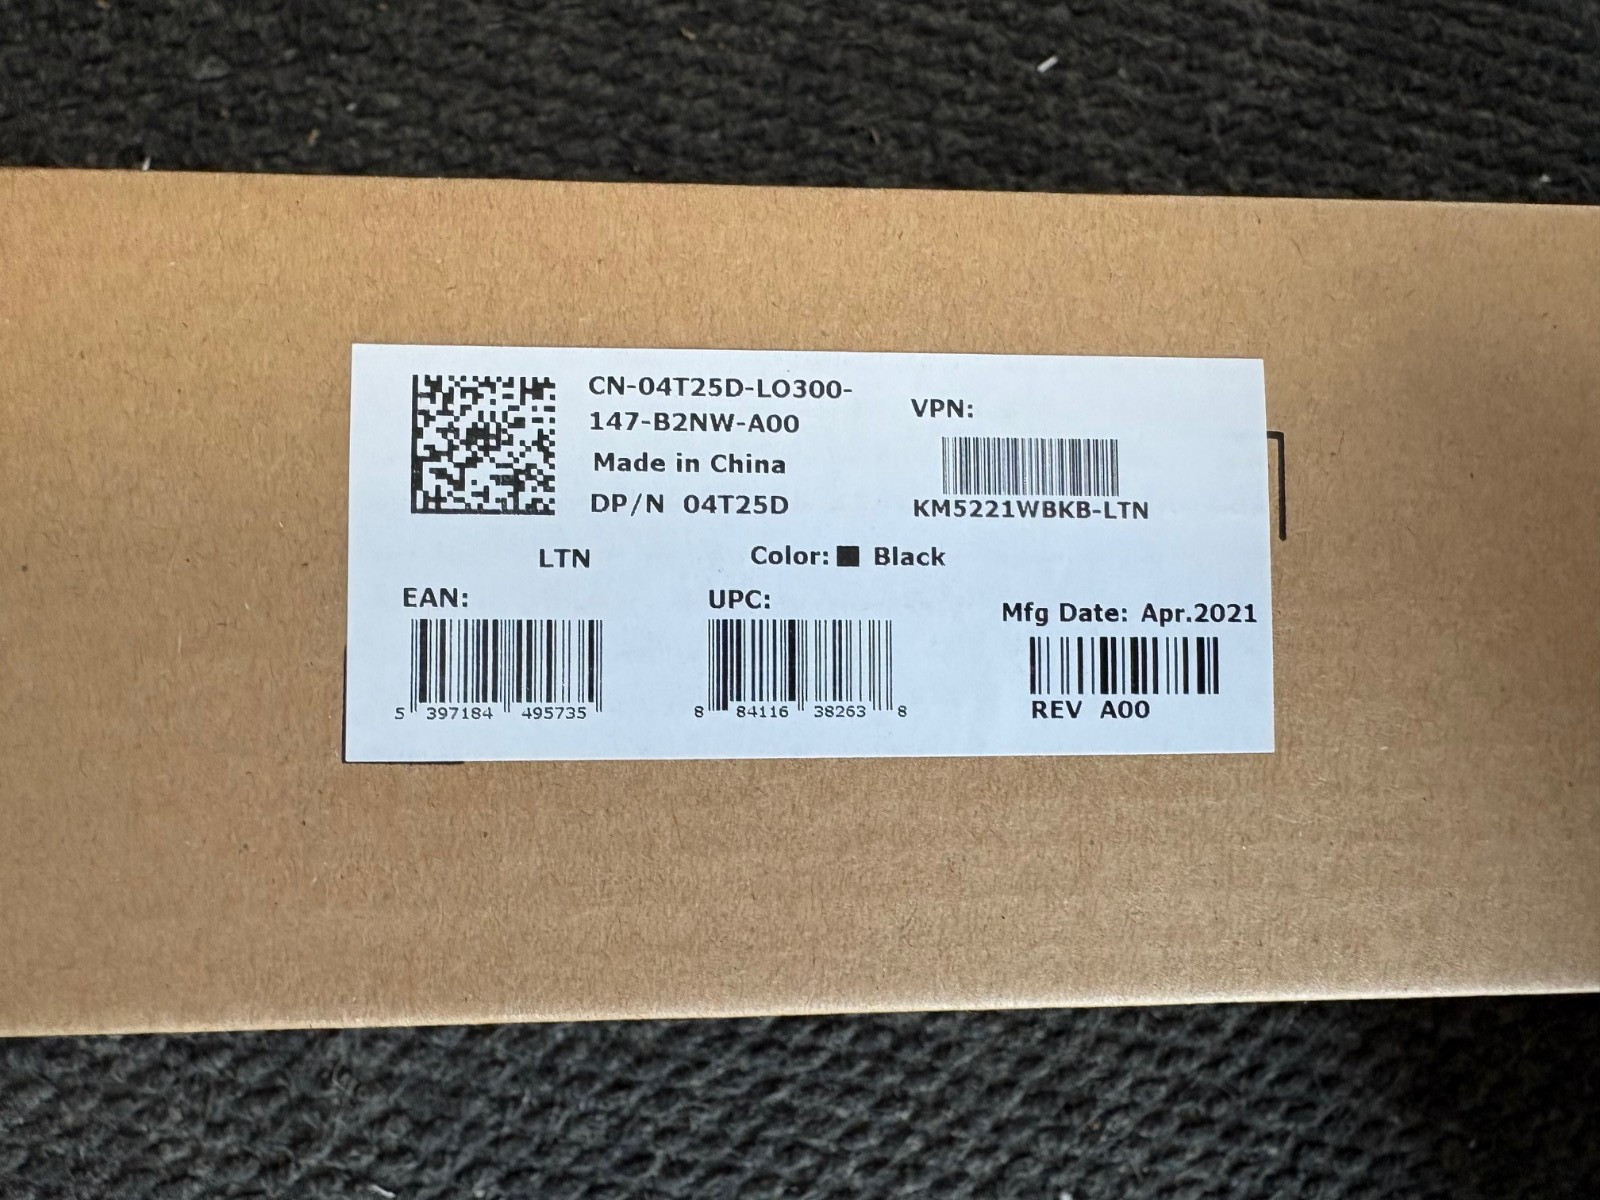 CN-04T25D-LO300-
147-B2NW-A00
Made in China
DP/N 04T25D
VPN:
KM5221WBKB-LTN
LTN
Color: Black
EAN:
5 397184 495735
UPC:
8 84116 38263 8
Mfg Date: Apr.2021
REV A00